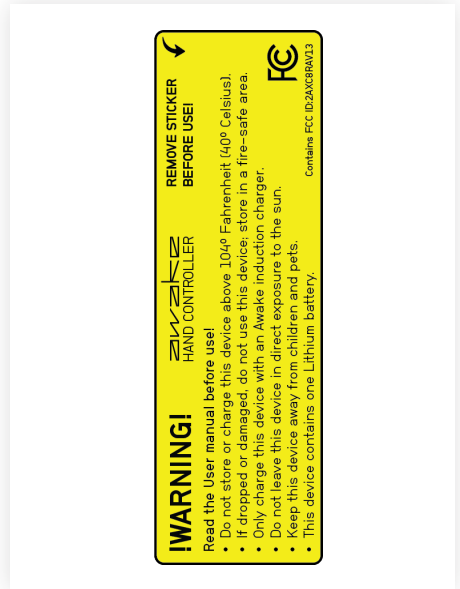 !WARNING!
awake
HAND CONTROLLER
REMOVE STICKER
BEFORE USE!
Read the User manual before use!
• Do not store or charge this device above 104º Fahrenheit (40º Celsius).
• If dropped or damaged, do not use this device; store in a fire-safe area.
• Only charge this device with an Awake induction charger.
• Do not leave this device in direct exposure to the sun.
• Keep this device away from children and pets.
• This device contains one Lithium battery.
FC
Contains FCC ID:2AXC8RAV13